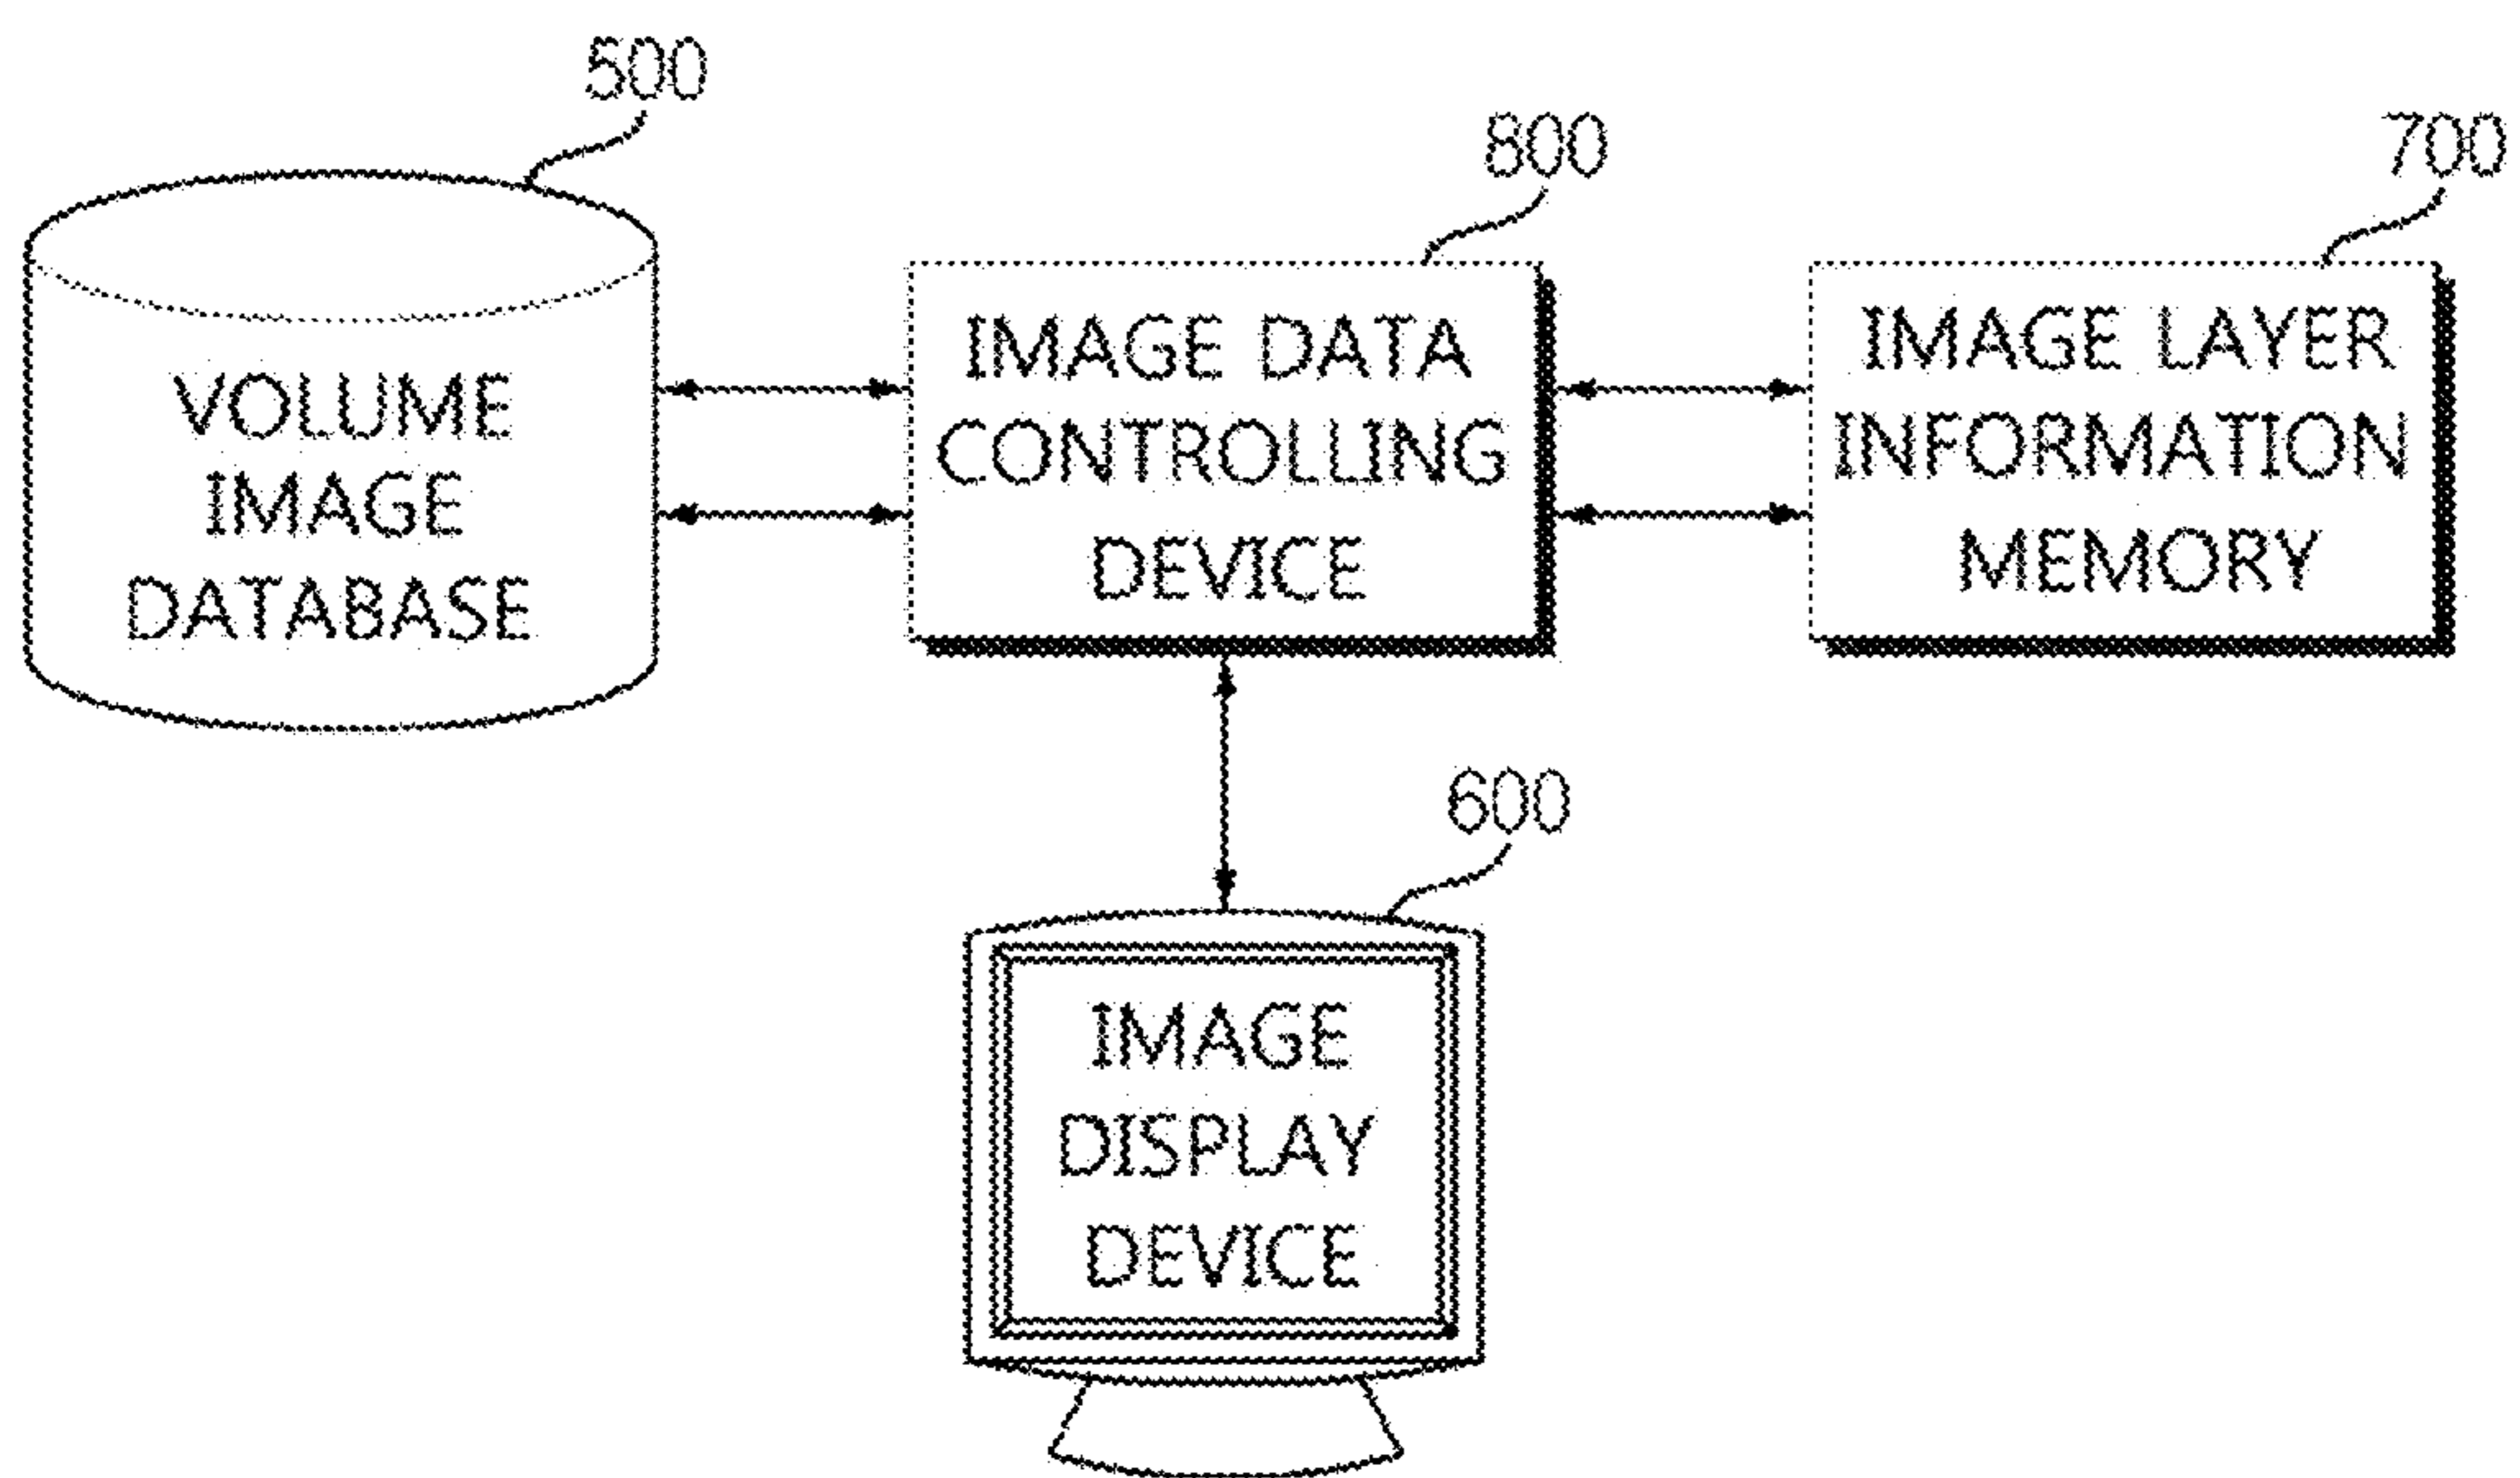 500
800
700
VOLUME
IMAGE
DATABASE
IMAGE DATA
CONTROLLING
DEVICE
IMAGE LAYER
INFORMATION
MEMORY
600
IMAGE
DISPLAY
DEVICE